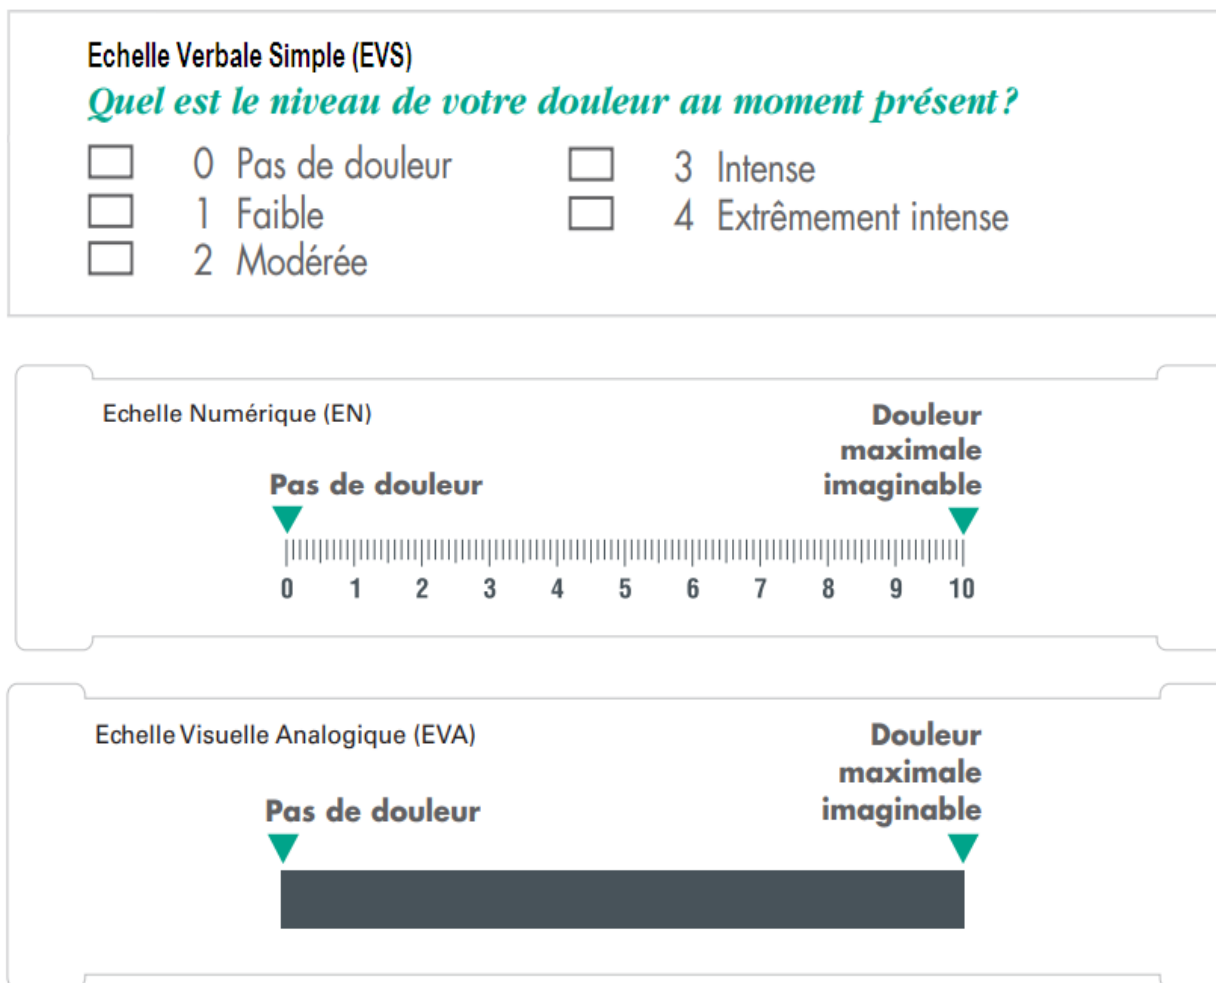 Echelle Verbale Simple (EVS)
Quel est le niveau de votre douleur au moment présent ?
0 Pas de douleur
1 Faible
2 Modérée
3 Intense
4 Extrêmement intense
Echelle Numérique (EN)
Pas de douleur
Douleur
maximale
imaginable
0 1 2 3 4 5 6 7 8 9 10
Echelle Visuelle Analogique (EVA)
Pas de douleur
Douleur
maximale
imaginable